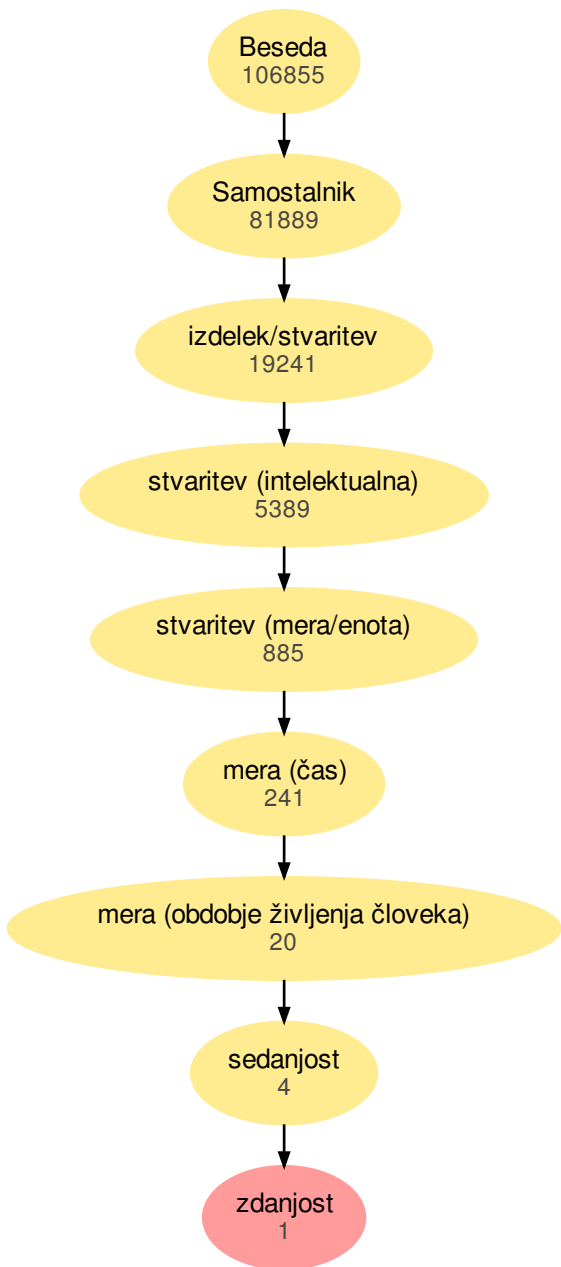 Beseda
106855
Samostalnik
81889
izdelek/stvaritev
19241
stvaritev (intelektualna)
5389
stvaritev (mera/enota)
885
mera (čas)
241
mera (obdobje življenja človeka)
20
sedanjost
4
zdanjost
1